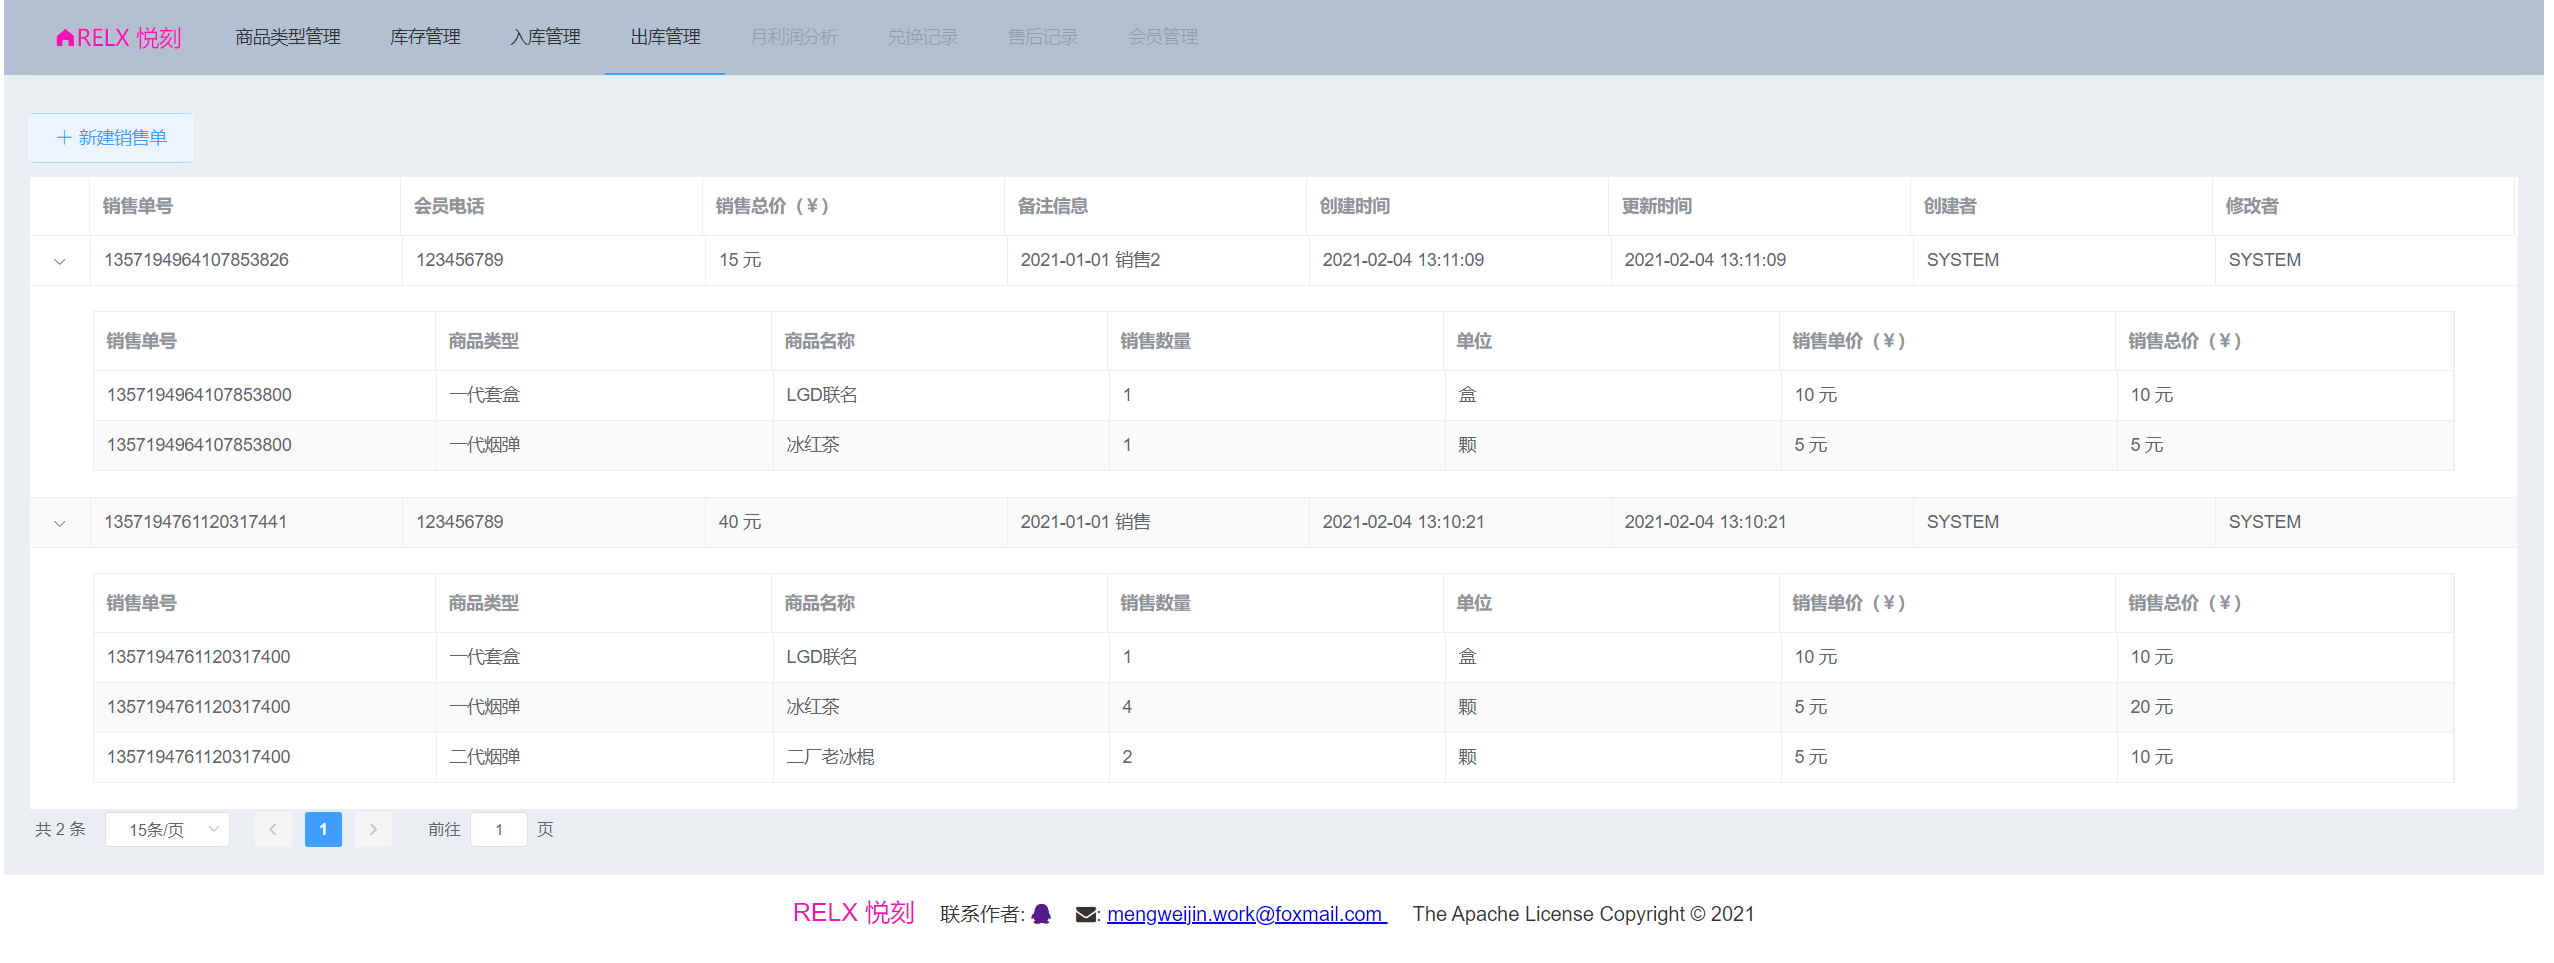 RELX 悦刻 商品类型管理 库存管理 入库管理 出库管理 月利润分析 兑换记录 售后记录 会员管理
新建销售单
销售单号 会员电话 销售总价（¥） 备注信息 创建时间 更新时间 创建者 修改者
1357194964107853826 123456789 15 元 2021-01-01 销售2 2021-02-04 13:11:09 2021-02-04 13:11:09 SYSTEM SYSTEM
销售单号 商品类型 商品名称 销售数量 单位 销售单价（¥） 销售总价（¥）
1357194964107853800 一代套盒 LGD联名 1 盒 10 元 10 元
1357194964107853800 一代烟弹 冰红茶 1 颗 5 元 5 元
1357194761120317441 123456789 40 元 2021-01-01 销售 2021-02-04 13:10:21 2021-02-04 13:10:21 SYSTEM SYSTEM
销售单号 商品类型 商品名称 销售数量 单位 销售单价（¥） 销售总价（¥）
1357194761120317400 一代套盒 LGD联名 1 盒 10 元 10 元
1357194761120317400 一代烟弹 冰红茶 4 颗 5 元 20 元
1357194761120317400 二代烟弹 二厂老冰棍 2 颗 5 元 10 元
共 2 条 15条/页 1 前往 1 页
RELX 悦刻 联系作者: : mengweijin.work@foxmail.com The Apache License Copyright © 2021